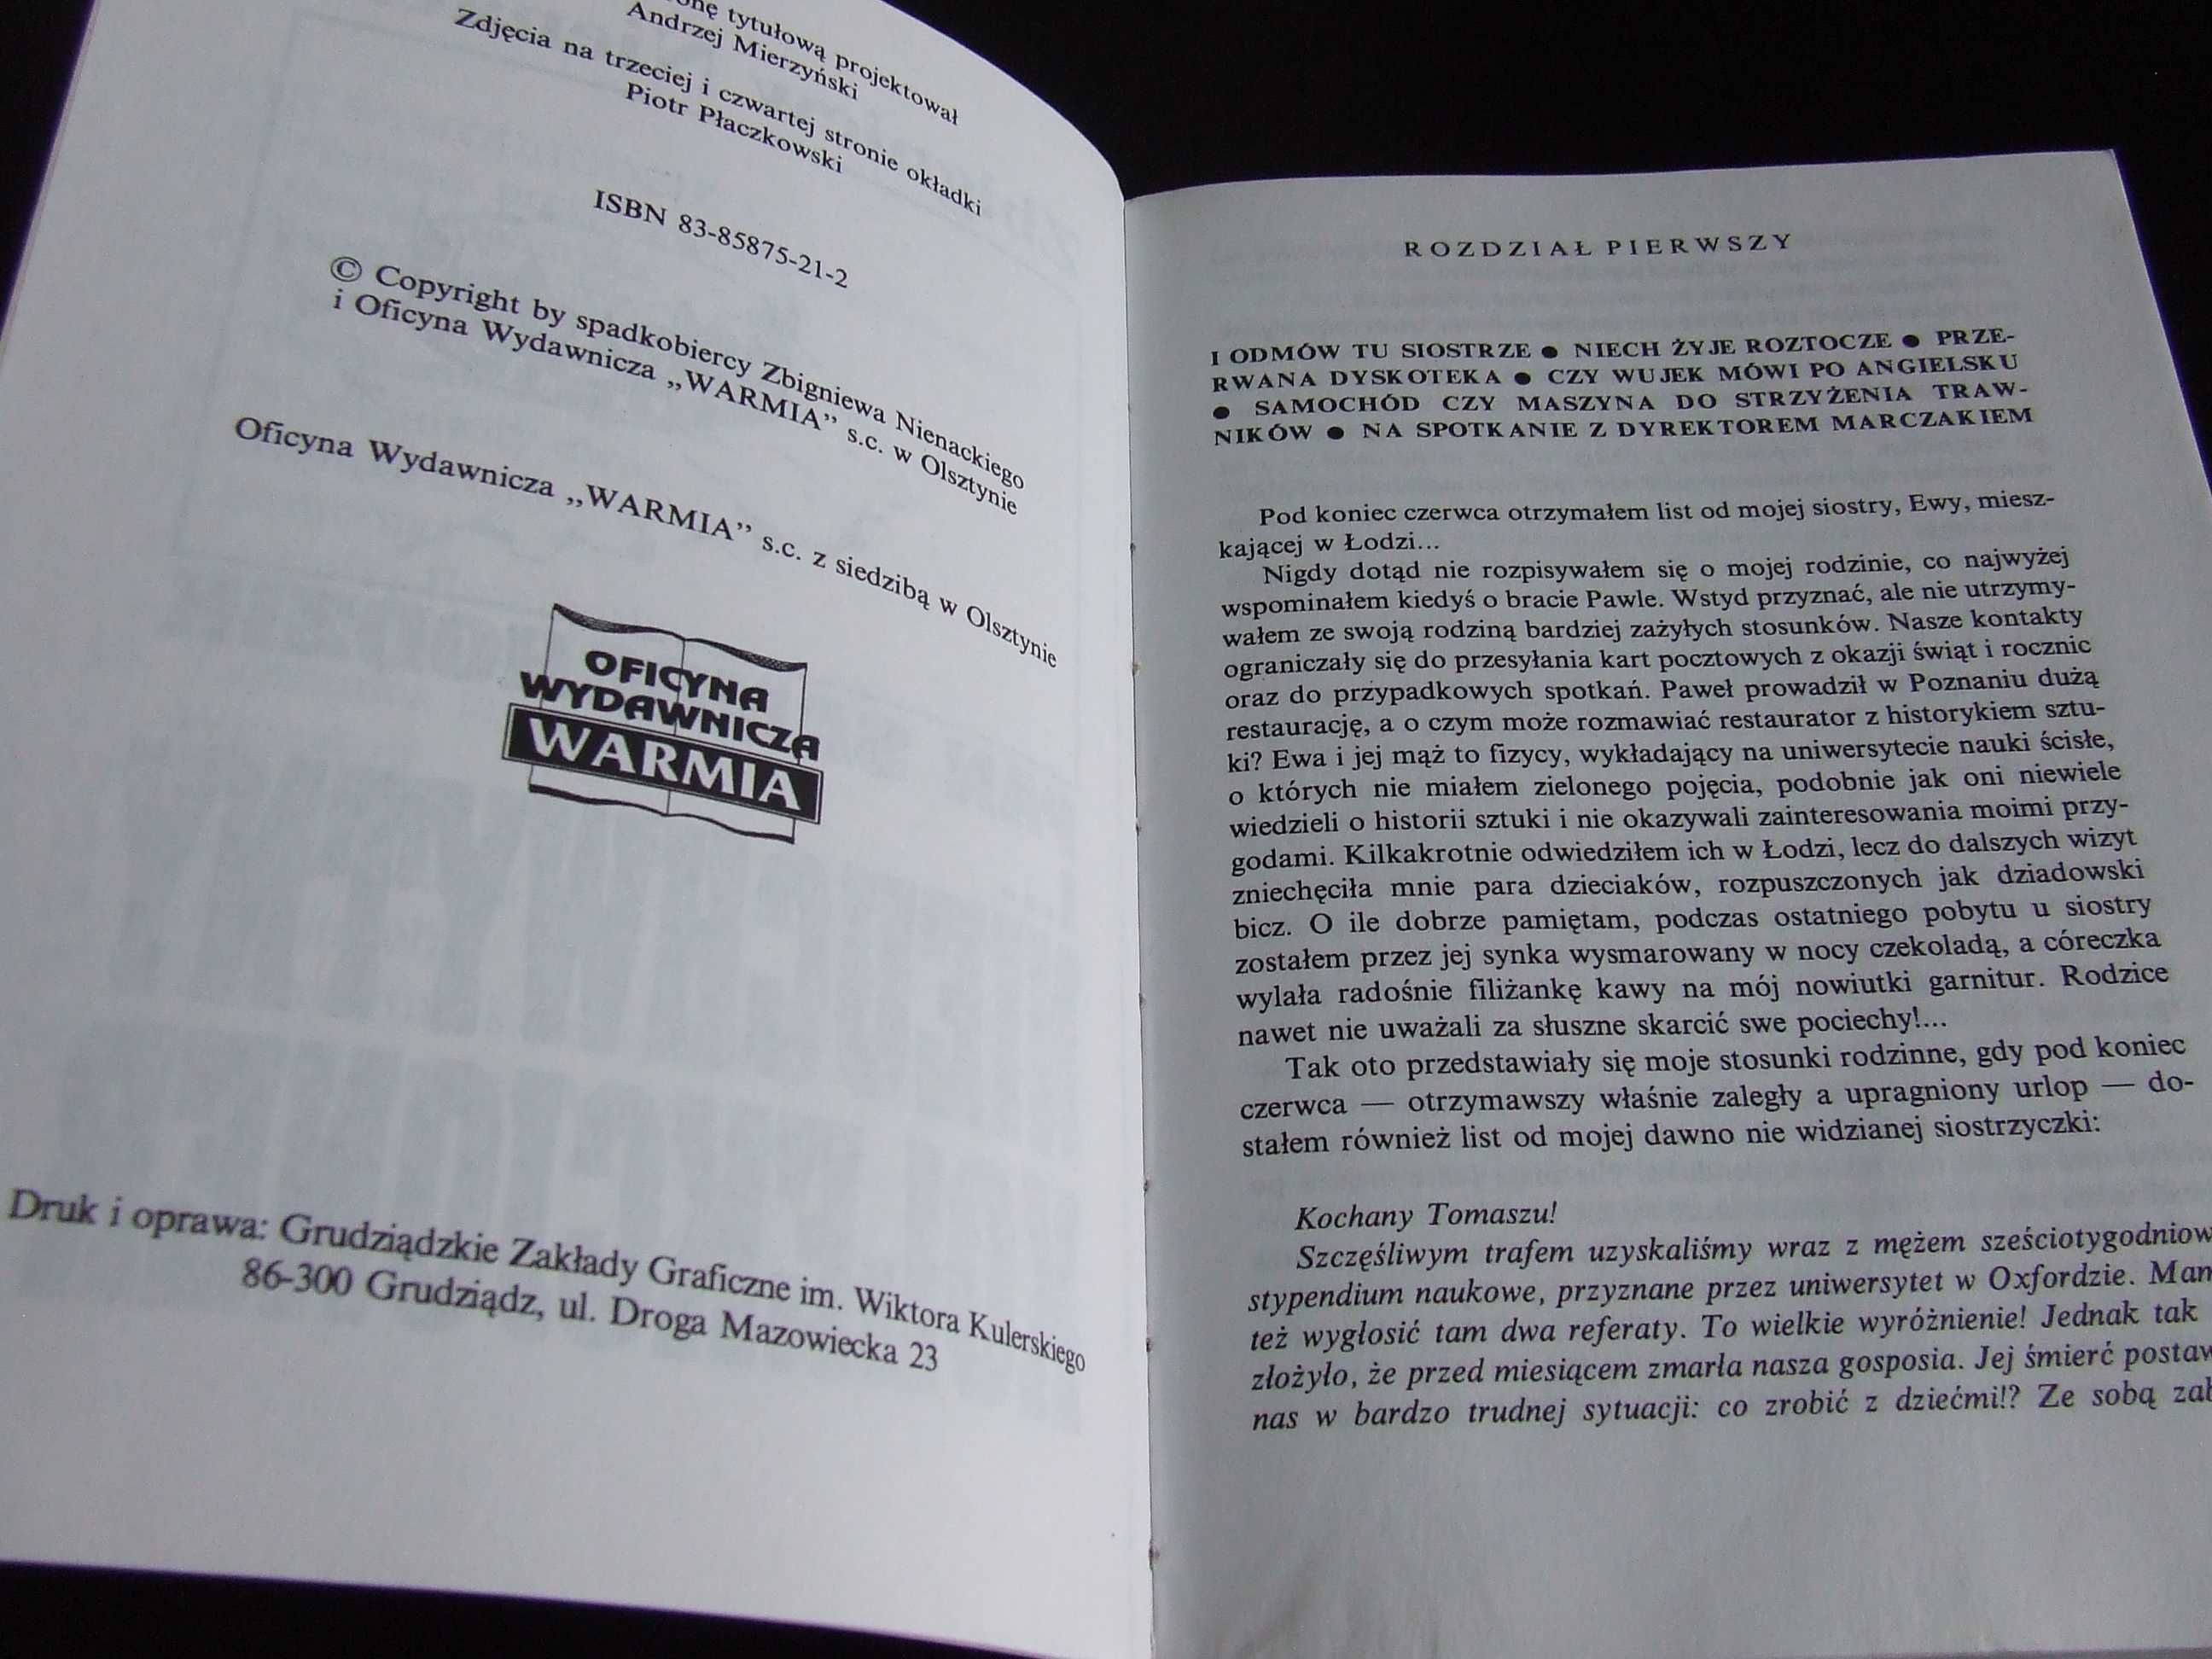 tytułową projektował
Andrzej Mierzyński
Zdjęcia na trzeciej i czwartej stronie okładki
Piotr Płaczkowski
ISBN 83-85875-21-2
© Copyright by spadkobiercy Zbigniewa Nienackiego
i Oficyna Wydawnicza „WARMIA” s.c. w Olsztynie
Oficyna Wydawnicza „WARMIA” s.c. z siedzibą w Olsztynie
OFICYNA
WYDAWNICZA
WARMIA
Druk i oprawa: Grudziądzkie Zakłady Graficzne im. Wiktora Kulerskiego
86-300 Grudziądz, ul. Droga Mazowiecka 23
ROZDZIAŁ PIERWSZY
I ODMÓW TU SIOSTRZE ● NIECH ŻYJE ROZTOCZE ● PRZE-
RWANA DYSKOTEKA ● CZY WUJEK MÓWI PO ANGIELSKU
● SAMOCHÓD CZY MASZYNA DO STRZYŻENIA TRAW-
NIKÓW ● NA SPOTKANIE Z DYREKTOREM MARCZAKIEM
Pod koniec czerwca otrzymałem list od mojej siostry, Ewy, miesz-
kającej w Łodzi...
Nigdy dotąd nie rozpisywałem się o mojej rodzinie, co najwyżej
wspominałem kiedyś o bracie Pawle. Wstyd przyznać, ale nie utrzymy-
wałem ze swoją rodziną bardziej zażyłych stosunków. Nasze kontakty
ograniczały się do przesyłania kart pocztowych z okazji świąt i rocznic
oraz do przypadkowych spotkań. Paweł prowadził w Poznaniu dużą
restaurację, a o czym może rozmawiać restaurator z historykiem sztu-
ki? Ewa i jej mąż to fizycy, wykładający na uniwersytecie nauki ścisłe,
o których nie miałem zielonego pojęcia, podobnie jak oni niewiele
wiedzieli o historii sztuki i nie okazywali zainteresowania moimi przy-
godami. Kilkakrotnie odwiedziłem ich w Łodzi, lecz do dalszych wizyt
zniechęciła mnie para dzieciaków, rozpuszczonych jak dziadowski
bicz. O ile dobrze pamiętam, podczas ostatniego pobytu u siostry
zostałem przez jej synka wysmarowany w nocy czekoladą, a córeczka
wylała radośnie filiżankę kawy na mój nowiutki garnitur. Rodzice
nawet nie uważali za słuszne skarcić swe pociechy!...
Tak oto przedstawiały się moje stosunki rodzinne, gdy pod koniec
czerwca — otrzymawszy właśnie zaległy a upragniony urlop — do-
stałem również list od mojej dawno nie widzianej siostrzyczki:
Kochany Tomaszu!
Szczęśliwym trafem uzyskaliśmy wraz z mężem sześciotygodniow
stypendium naukowe, przyznane przez uniwersytet w Oxfordzie. Mam
też wygłosić tam dwa referaty. To wielkie wyróżnienie! Jednak tak
złożyło, że przed miesiącem zmarła nasza gosposia. Jej śmierć postaw
nas w bardzo trudnej sytuacji: co zrobić z dziećmi!? Ze sobą zab